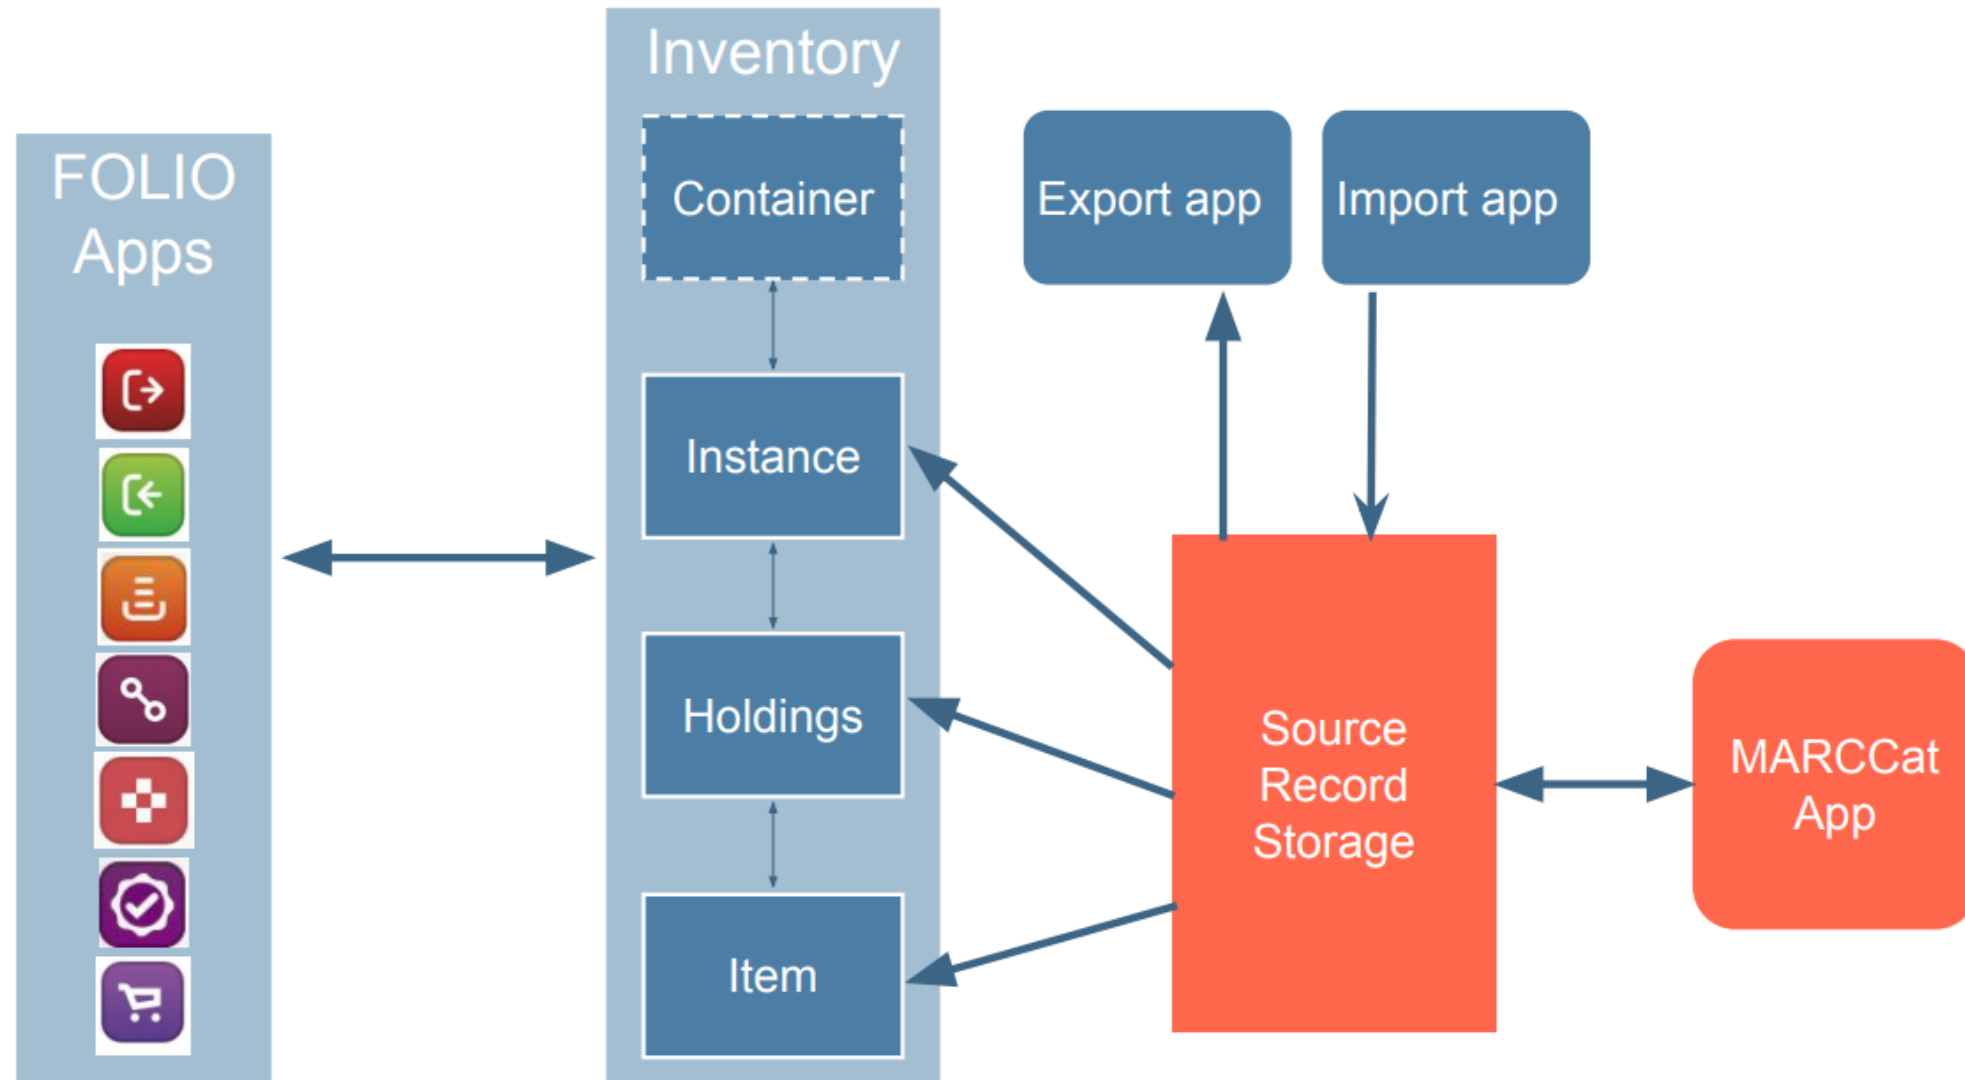 FOLIO
Apps
Inventory
Container
Instance
Holdings
Item
Export app
Import app
Source
Record
Storage
MARCCat
App